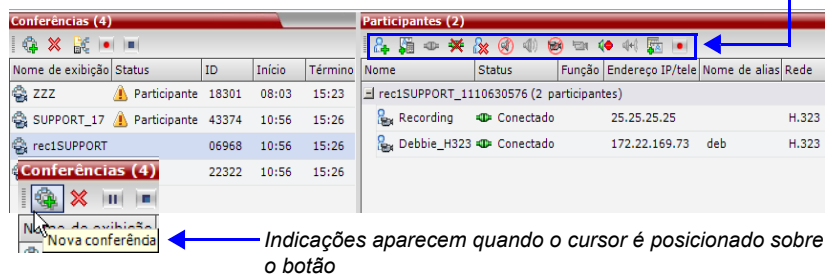 Conferências (4)
Participantes (2)
Nome de exibição Status ID Início Término
Nome Status Função Endereço IP/tele Nome de alias Rede
ZZZ Participante 18301 08:03 15:23
rec1SUPPORT_1110630576 (2 participantes)
SUPPORT_17 Participante 43374 10:56 15:26
Recording Conectado 25.25.25.25 H.323
rec1SUPPORT 06968 10:56 15:26
Debbie_H323 Conectado 172.22.169.73 deb H.323
22322 10:56 15:26
Conferências (4)
Nova conferência
Indicações aparecem quando o cursor é posicionado sobre
o botão